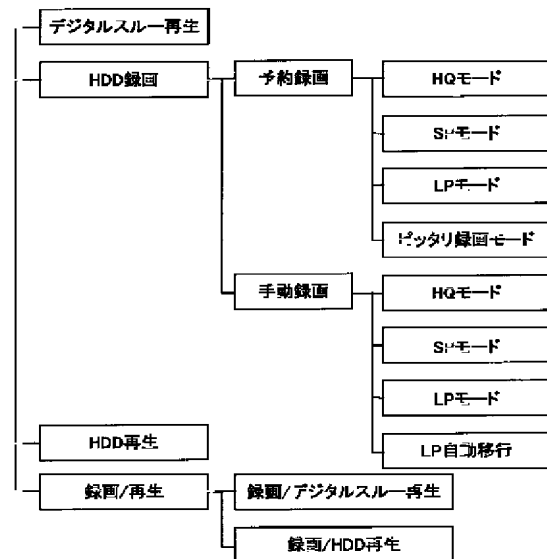 デジタルスルー再生
HDD録画
予約録画
HQモード
SPモード
LPモード
ピッタリ録画モード
手動録画
HQモード
SPモード
LPモード
LP自動移行
HDD再生
録画/再生
録画/デジタルスルー再生
録画/HDD再生